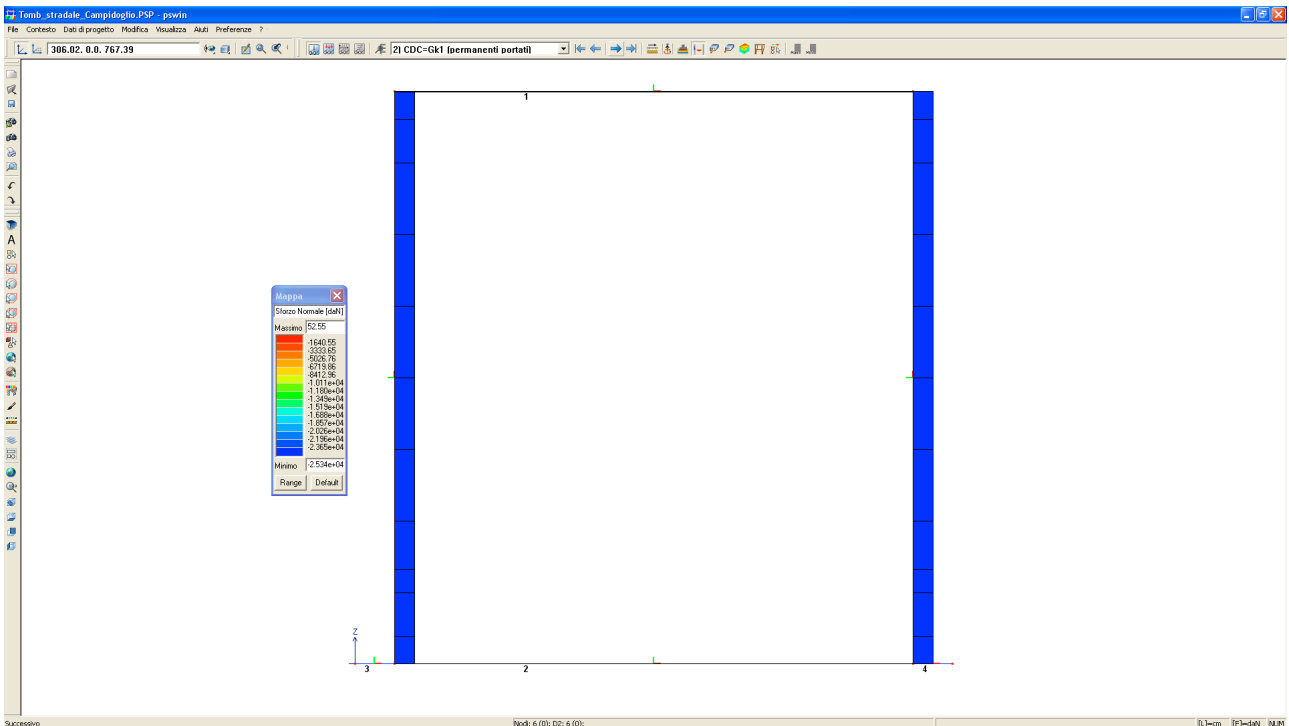 Tomb_stradale_Campidoglio.PSP - pswin
File Contesto Dati di progetto Modifica Visualizza Aiuti Preferenze ?
306.02. 0.0. 767.39
2) CDC=Gk1 (permanenti portati)
1
Mappa
Sforzo Normale [daN]
Massimo 52.55
-1640.55
-3333.65
-5026.76
-6719.86
-8412.96
-1.011e+04
-1.180e+04
-1.349e+04
-1.519e+04
-1.688e+04
-1.857e+04
-2.026e+04
-2.196e+04
-2.365e+04
Minimo -2.534e+04
Range Default
A
Z
3 2 4
Successivo Nodi: 6 (0); D2: 6 (0); [L]=cm [F]=daN NUM